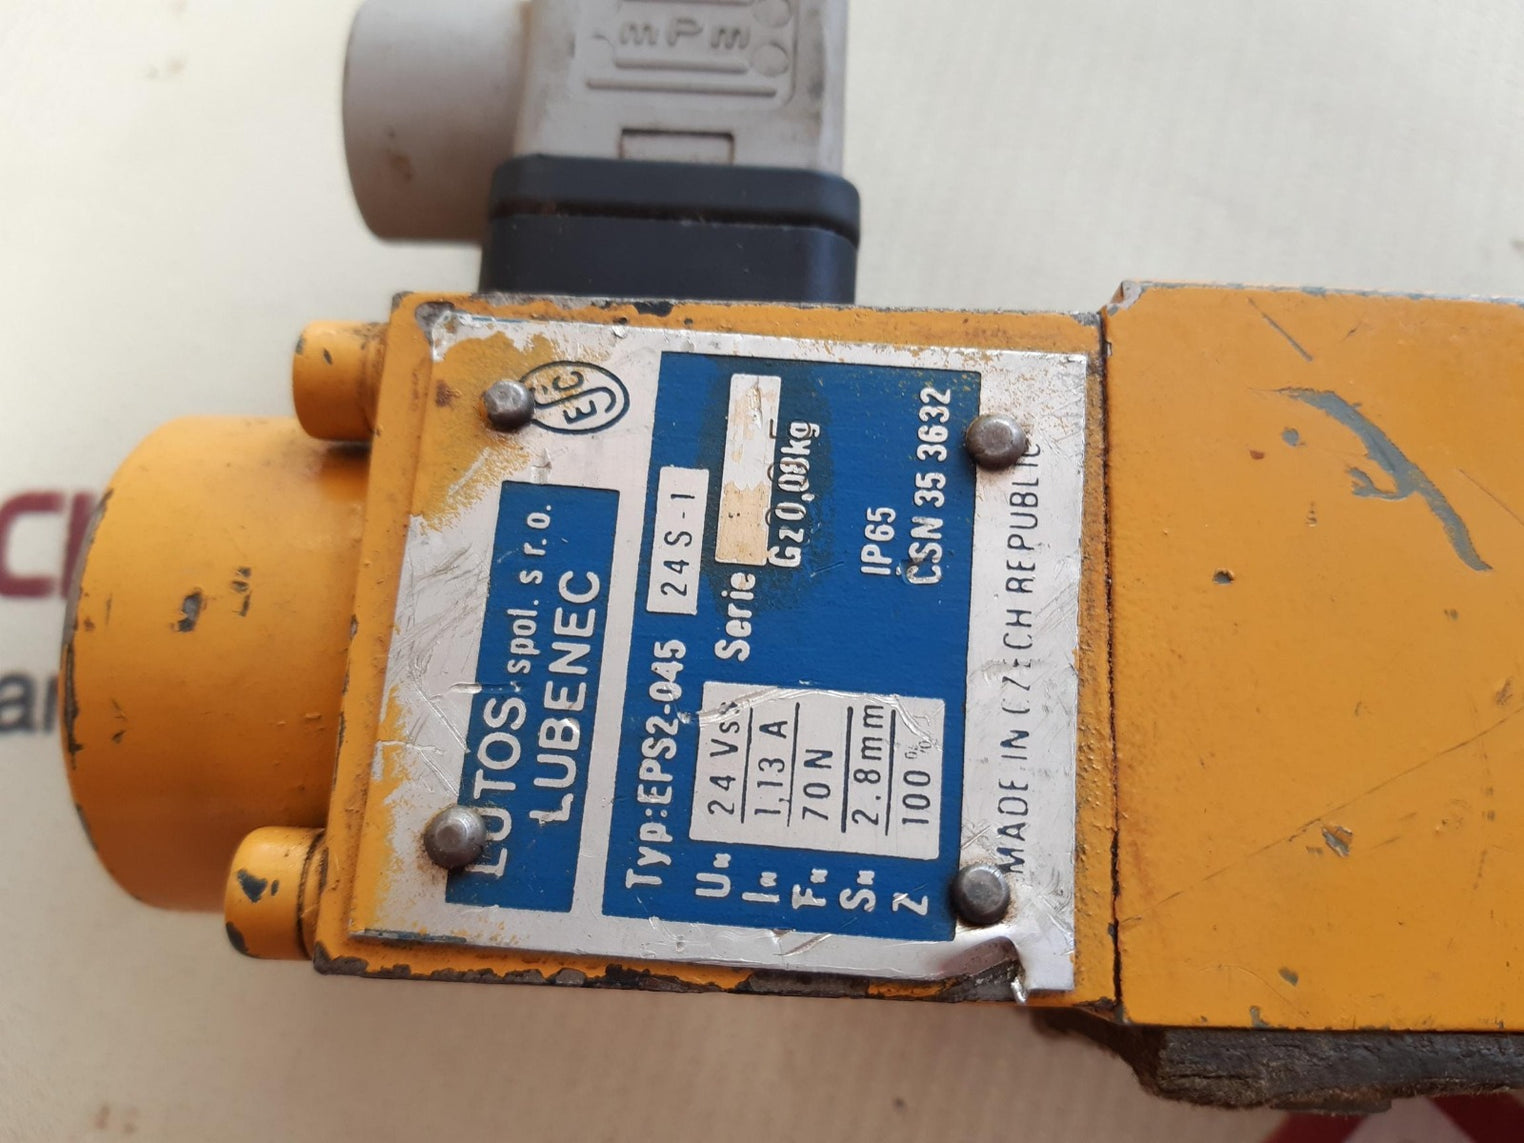 mPm
LUTOS spol. s r.o.
LUBENEC
Typ: EPS2-045 24 S-1
U= 24 Vss Serie
I= 1,13 A Gz 0,08kg
F= 70 N
S= 2.8mm IP65
Z 100% CSN 35 3632
MADE IN CZECH REPUBLIC